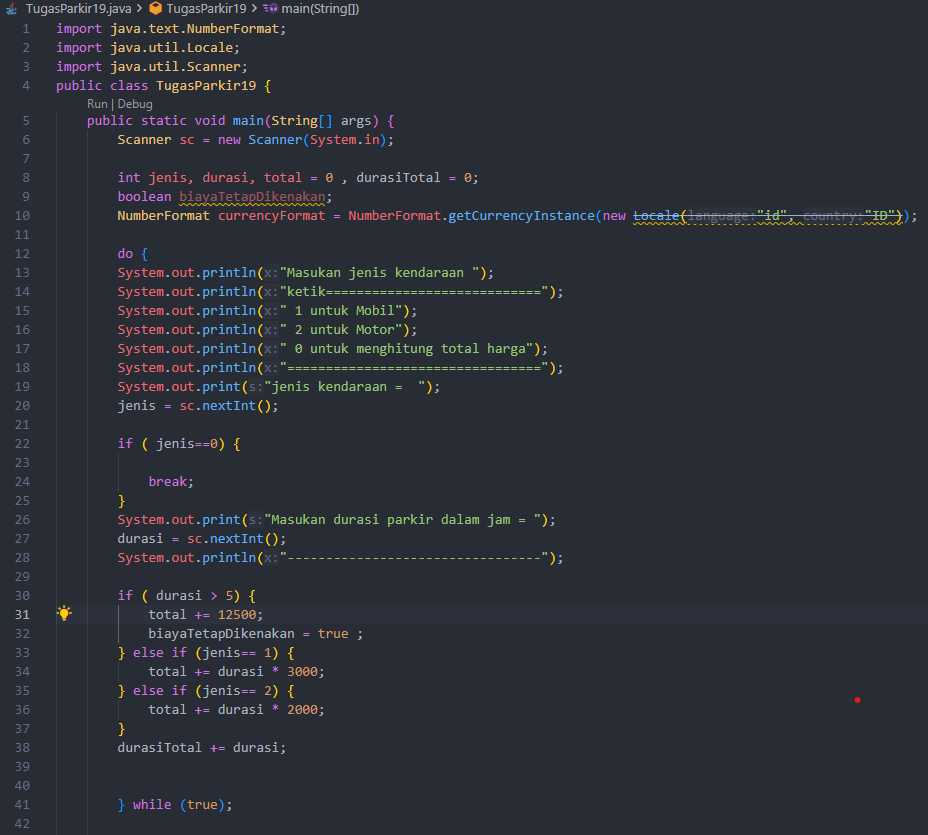 TugasParkir19.java > TugasParkir19 > main(String[])
1 import java.text.NumberFormat;
2 import java.util.Locale;
3 import java.util.Scanner;
4 public class TugasParkir19 {
Run | Debug
5 public static void main(String[] args) {
6 Scanner sc = new Scanner(System.in);
7
8 int jenis, durasi, total = 0 , durasiTotal = 0;
9 boolean biayaTetapDikenakan;
10 NumberFormat currencyFormat = NumberFormat.getCurrencyInstance(new Locale(language:"id", country:"ID"));
11
12 do {
13 System.out.println(x:"Masukan jenis kendaraan ");
14 System.out.println(x:"ketik============================");
15 System.out.println(x:" 1 untuk Mobil");
16 System.out.println(x:" 2 untuk Motor");
17 System.out.println(x:" 0 untuk menghitung total harga");
18 System.out.println(x:"=================================");
19 System.out.print(s:"jenis kendaraan =  ");
20 jenis = sc.nextInt();
21
22 if ( jenis==0) {
23
24 break;
25 }
26 System.out.print(s:"Masukan durasi parkir dalam jam = ");
27 durasi = sc.nextInt();
28 System.out.println(x:"---------------------------------");
29
30 if ( durasi > 5) {
31 total += 12500;
32 biayaTetapDikenakan = true ;
33 } else if (jenis== 1) {
34 total += durasi * 3000;
35 } else if (jenis== 2) {
36 total += durasi * 2000;
37 }
38 durasiTotal += durasi;
39
40
41 } while (true);
42